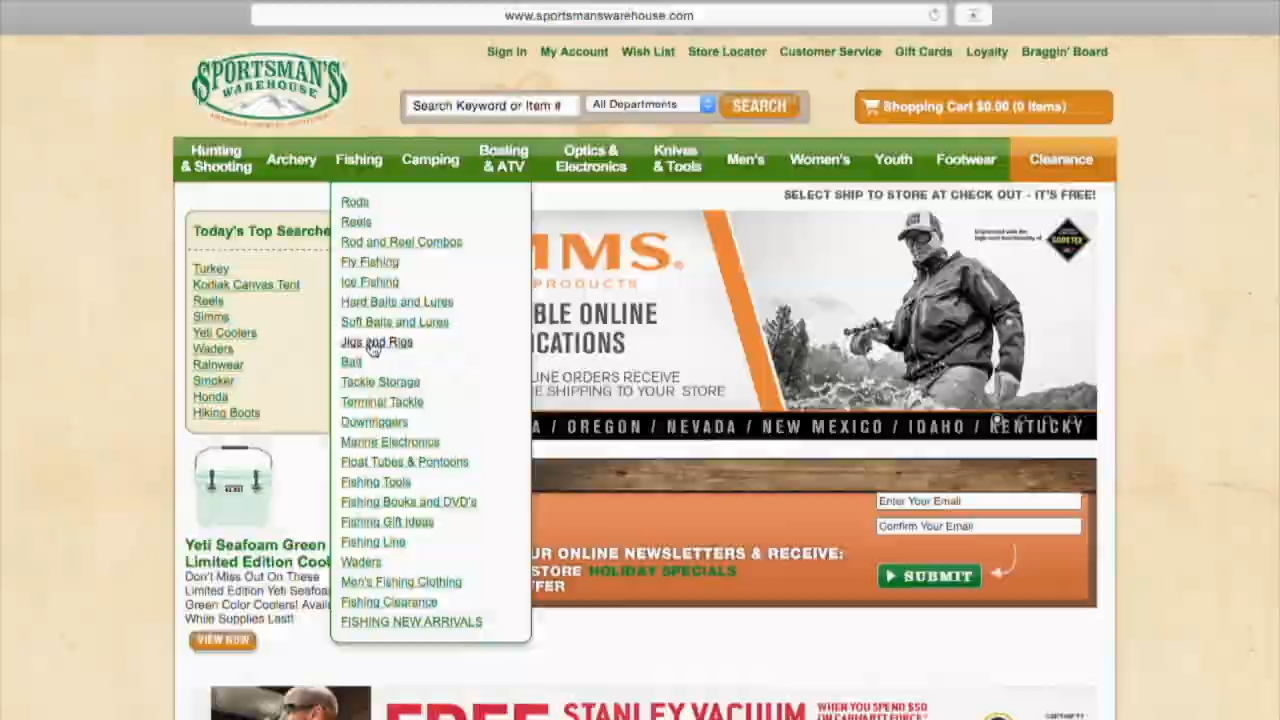 www.sportsmanswarehouse.com
Sign In My Account Wish List Store Locator Customer Service Gift Cards Loyalty Braggin' Board
SPORTSMAN'S
WAREHOUSE
Search Keyword or Item #
All Departments
SEARCH
Shopping Cart $0.00 (0 items)
Hunting & Shooting
Archery
Fishing
Camping
Boating & ATV
Optics & Electronics
Knives & Tools
Men's
Women's
Youth
Footwear
Clearance
SELECT SHIP TO STORE AT CHECK OUT - IT'S FREE!
Today's Top Searche
Turkey
Kodiak Canvas Tent
Reels
Simms
Yeti Coolers
Waders
Rainwear
Smoker
Honda
Hiking Boots
Rods
Reels
Rod and Reel Combos
Fly Fishing
Ice Fishing
Hard Baits and Lures
Soft Baits and Lures
Jigs and Rigs
Bait
Tackle Storage
Terminal Tackle
Downriggers
Marine Electronics
Float Tubes & Pontoons
Fishing Tools
Fishing Books and DVD's
Fishing Gift Ideas
Fishing Line
Waders
Men's Fishing Clothing
Fishing Clearance
FISHING NEW ARRIVALS
MMS
PRODUCTS
BLE ONLINE
OCATIONS
INE ORDERS RECEIVE
E SHIPPING TO YOUR STORE
A / OREGON / NEVADA / NEW MEXICO / IDAHO / KENTUCKY
Yeti Seafoam Green
Limited Edition Cool
Don't Miss Out On These
Limited Edition Yeti Seafoa
Green Color Coolers! Avail
While Supplies Last!
VIEW NOW
UR ONLINE NEWSLETTERS & RECEIVE:
STORE HOLIDAY SPECIALS
FFER
Enter Your Email
Confirm Your Email
SUBMIT
FREE STANLEY VACUUM
WHEN YOU SPEND $50